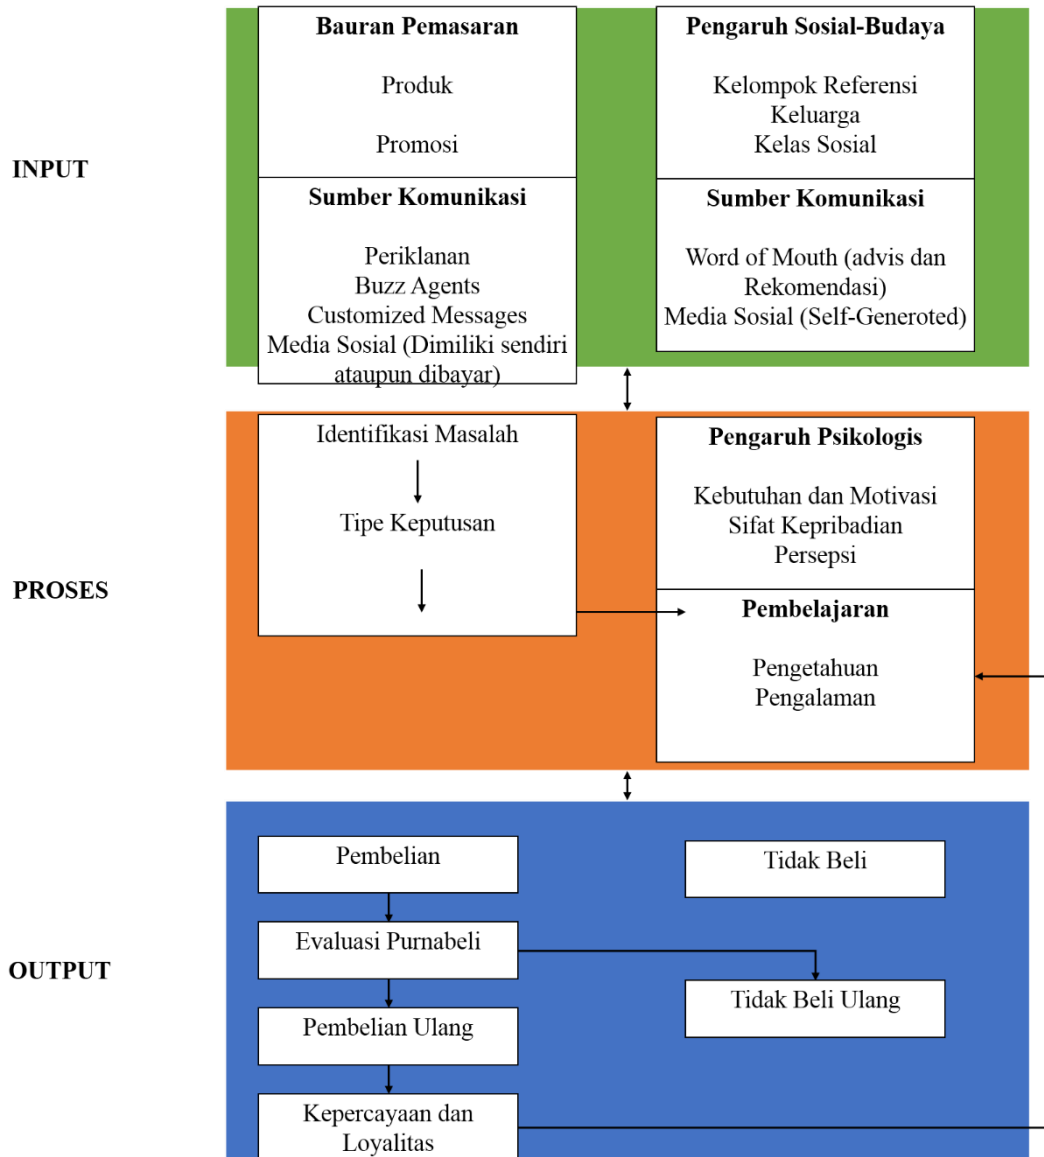 INPUT
Bauran Pemasaran
Produk
Promosi
Sumber Komunikasi
Periklanan
Buzz Agents
Customized Messages
Media Sosial (Dimiliki sendiri
ataupun dibayar)
Pengaruh Sosial-Budaya
Kelompok Referensi
Keluarga
Kelas Sosial
Sumber Komunikasi
Word of Mouth (advis dan
Rekomendasi)
Media Sosial (Self-Generoted)
PROSES
Identifikasi Masalah
Tipe Keputusan
Pengaruh Psikologis
Kebutuhan dan Motivasi
Sifat Kepribadian
Persepsi
Pembelajaran
Pengetahuan
Pengalaman
OUTPUT
Pembelian
Evaluasi Purnabeli
Pembelian Ulang
Kepercayaan dan
Loyalitas
Tidak Beli
Tidak Beli Ulang